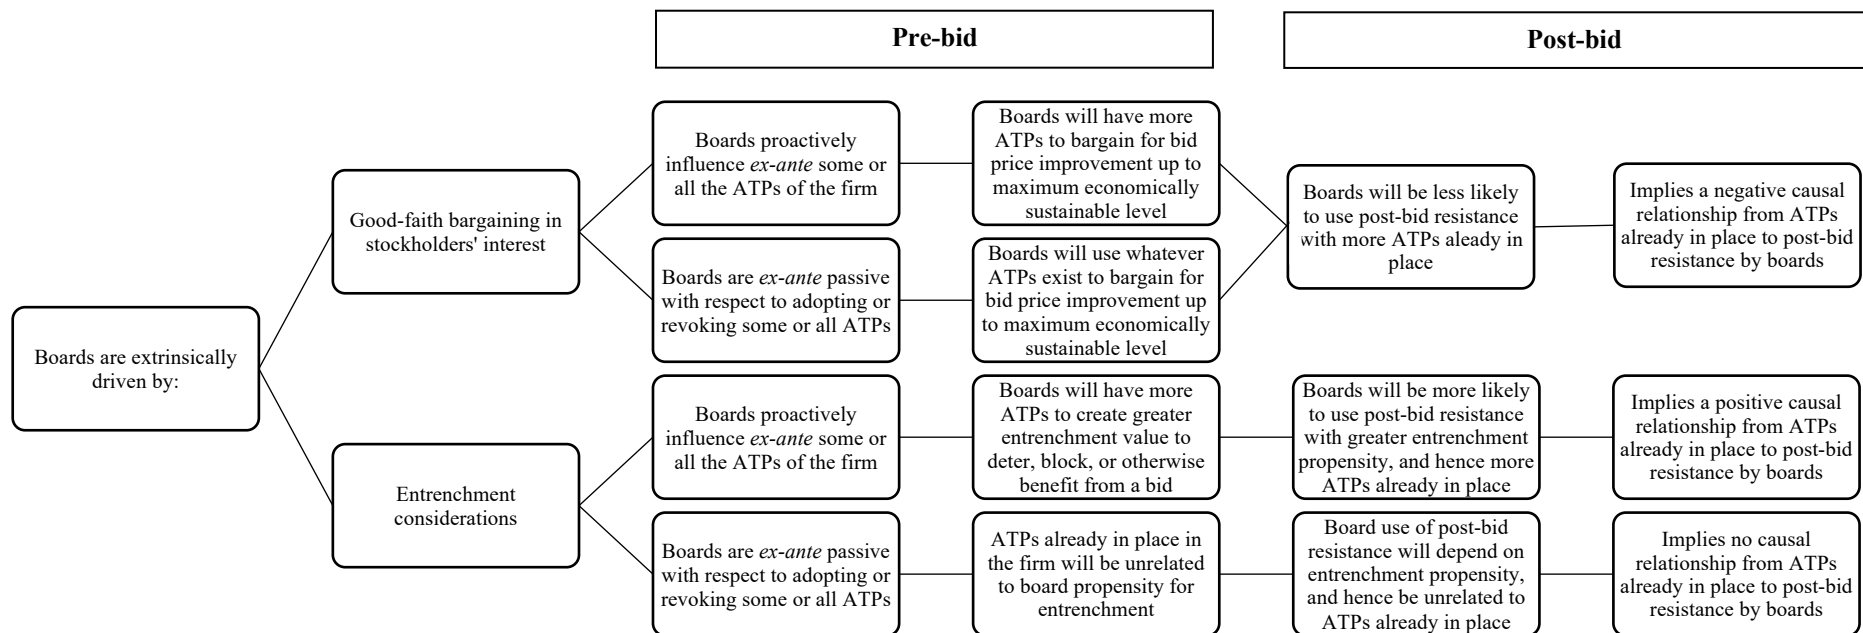 Pre-bid
Post-bid
Boards are extrinsically
driven by:
Good-faith bargaining in
stockholders' interest
Boards proactively
influence ex-ante some or
all the ATPs of the firm
Boards will have more
ATPs to bargain for bid
price improvement up to
maximum economically
sustainable level
Boards are ex-ante passive
with respect to adopting or
revoking some or all ATPs
Boards will use whatever
ATPs exist to bargain for
bid price improvement up
to maximum economically
sustainable level
Boards will be less likely
to use post-bid resistance
with more ATPs aleady in
place
Implies a negative causal
relationship from ATPs
already in place to post-bid
resistance by boards
Entrenchment
considerations
Boards proactively
influence ex-ante some or
all the ATPs of the firm
Boards will have more
ATPs to create greater
entrenchment value to
deter, block, or otherwise
benefit from a bid
Boards will be more likely
to use post-bid resistance
with greater entrenchment
propensity, and hence more
ATPs already in place
Implies a positive causal
relationship from ATPs
already in place to post-bid
resistance by boards
Boards are ex-ante passive
with respect to adopting or
revoking some or all ATPs
ATPs already in place in
the firm will be unrelated
to board propensity for
entrenchment
Board use of post-bid
resistance will depend on
entrenchment propensity,
and hence be unrelated to
ATPs already in place
Implies no causal
relationship from ATPs
already in place to post-bid
resistance by boards